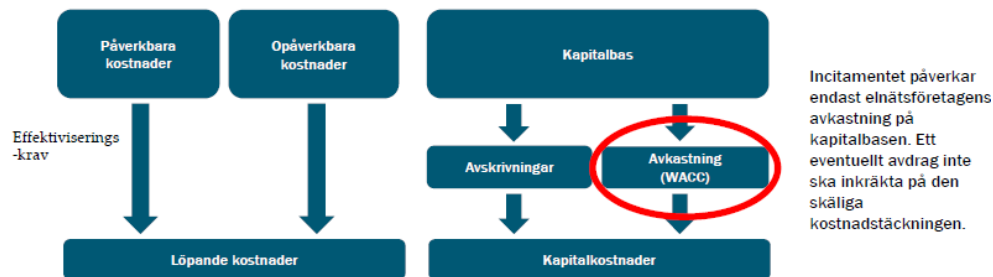 Påverkbara
kostnader
Opåverkbara
kostnader
Kapitalbas
Effektiviserings
-krav
Avskrivningar
Avkastning
(WACC)
Löpande kostnader
Kapitalkostnader
Incitamentet påverkar
endast elnätsföretagens
avkastning på
kapitalbasen. Ett
eventuellt avdrag inte
ska inkräkta på den
skäliga
kostnadstäckningen.